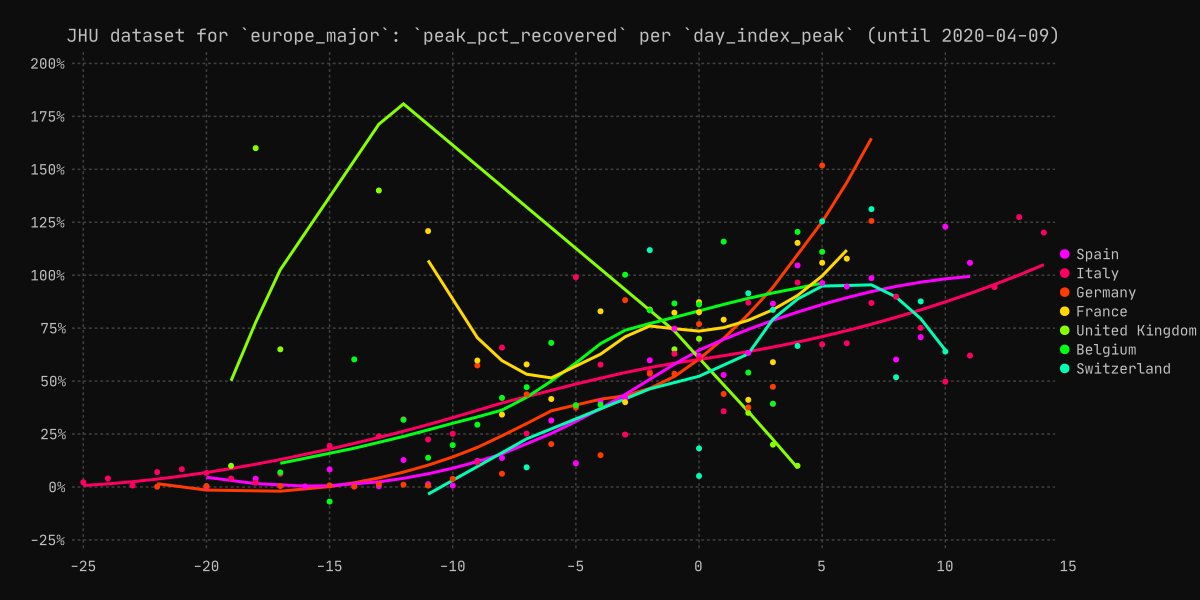 JHU dataset for `europe_major`: `peak_pct_recovered` per `day_index_peak` (until 2020-04-09)
200%
175%
150%
125%
100%
75%
50%
25%
0%
−25%
−25 −20 −15 −10 −5 0 5 10 15
Spain
Italy
Germany
France
United Kingdom
Belgium
Switzerland